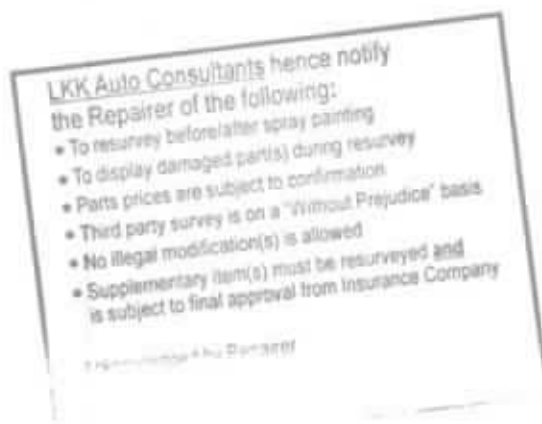 LKK Auto Consultants hence notify
the Repairer of the following:
• To resurvey before/after spray painting
• To display damaged part(s) during resurvey
• Parts prices are subject to confirmation
• Third party survey is on a "Without Prejudice" basis
• No illegal modification(s) is allowed
• Supplementary item(s) must be resurveyed and
is subject to final approval from Insurance Company
by Repairer